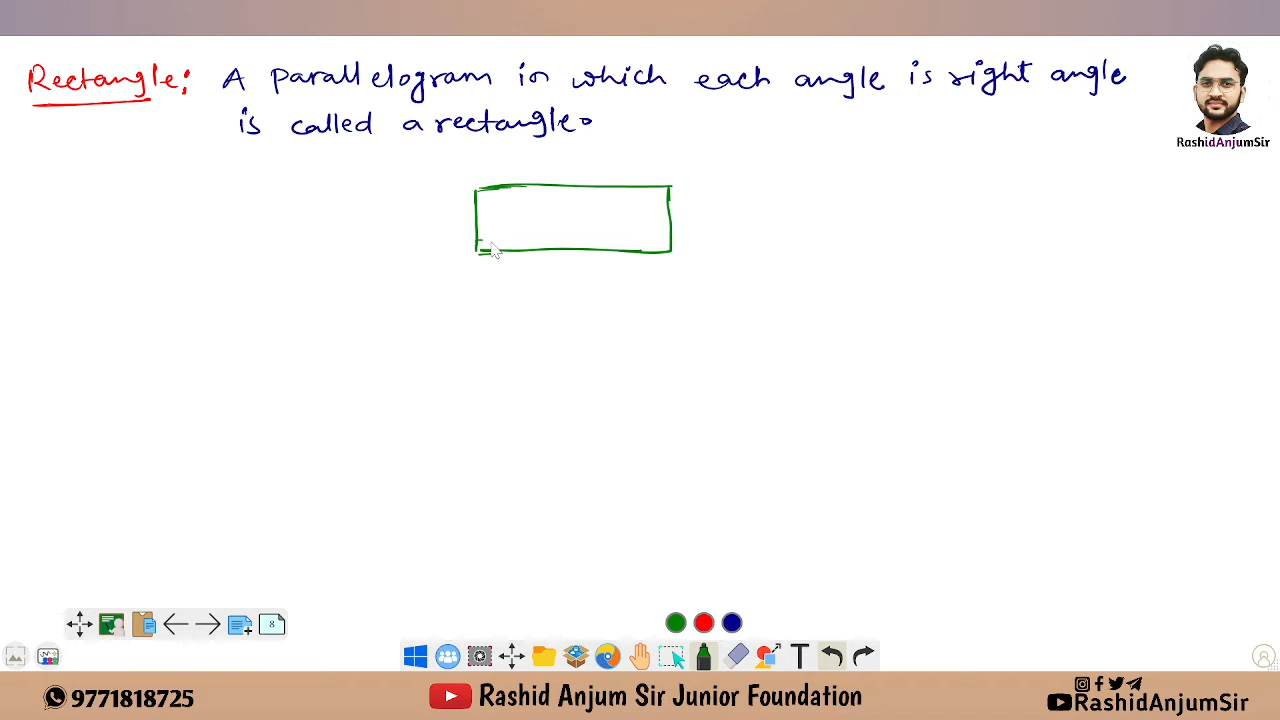 Rectangle: A parallelogram in which each angle is right angle
is called a rectangle.
RashidAnjumSir
8
9771818725
Rashid Anjum Sir Junior Foundation
RashidAnjumSir